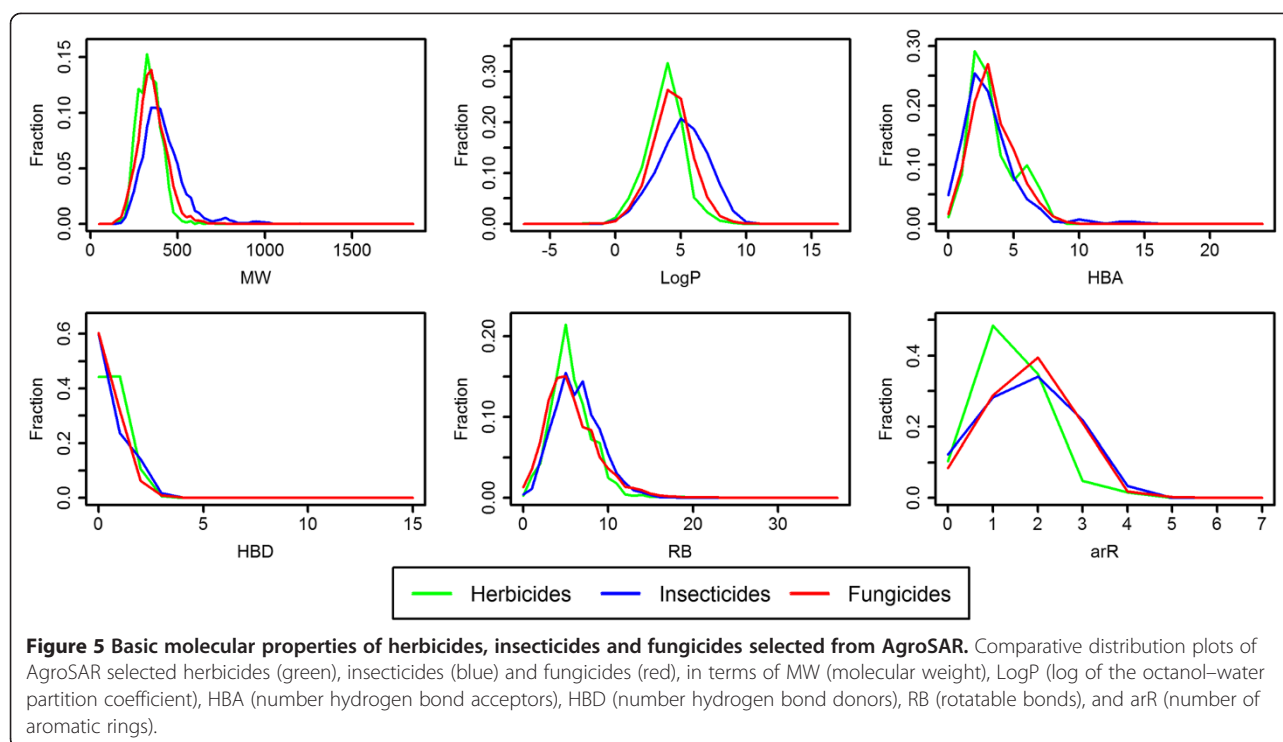 0.00 0.05 0.10 0.15
Fraction
0 500 1000 1500
MW
0.00 0.10 0.20 0.30
Fraction
-5 0 5 10 15
LogP
0.00 0.10 0.20 0.30
Fraction
0 5 10 15 20
HBA
0.0 0.2 0.4 0.6
Fraction
0 5 10 15
HBD
0.00 0.10 0.20
Fraction
0 10 20 30
RB
0.0 0.2 0.4
Fraction
0 1 2 3 4 5 6 7
arR
Herbicides Insecticides Fungicides
Figure 5 Basic molecular properties of herbicides, insecticides and fungicides selected from AgroSAR. Comparative distribution plots of
AgroSAR selected herbicides (green), insecticides (blue) and fungicides (red), in terms of MW (molecular weight), LogP (log of the octanol–water
partition coefficient), HBA (number hydrogen bond acceptors), HBD (number hydrogen bond donors), RB (rotatable bonds), and arR (number of
aromatic rings).